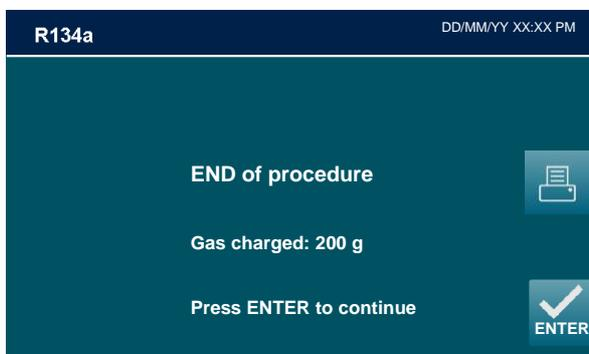 R134a DD/MM/YY XX:XX PM
END of procedure
Gas charged: 200 g
Press ENTER to continue
ENTER